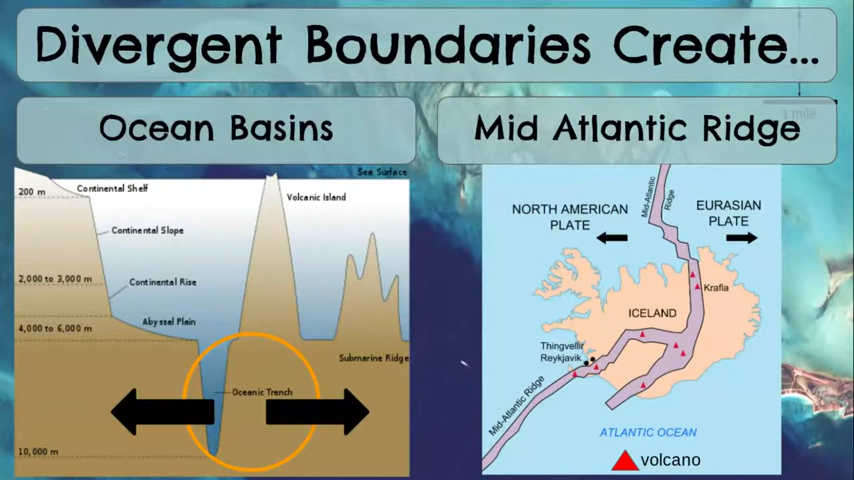 Divergent Boundaries Create...
Ocean Basins
Mid Atlantic Ridge
mile
Sea Surface
200 m
Continental Shelf
Volcanic Island
Continental Slope
2,000 to 3,000 m
Continental Rise
Abyssal Plain
4,000 to 6,000 m
Submarine Ridge
Oceanic Trench
10,000 m
Mid-Atlantic
Ridge
NORTH AMERICAN
PLATE
EURASIAN
PLATE
Krafla
ICELAND
Thingvellir
Reykjavik
Mid-Atlantic Ridge
ATLANTIC OCEAN
volcano